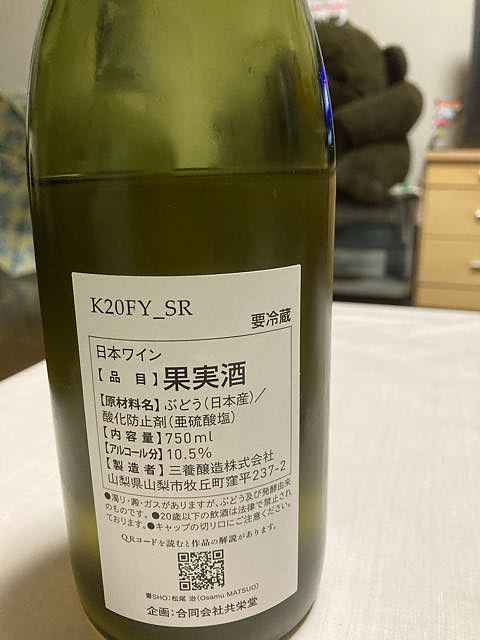 K20FY_SR
要冷蔵
日本ワイン
【品目】果実酒
【原材料名】ぶどう(日本産)/
酸化防止剤(亜硫酸塩)
【内容量】750ml
【アルコール分】10.5%
【製造者】三養醸造株式会社
山梨県山梨市牧丘町窪平237-2
●濁り・澱・ガスがありますが、ぶどう及び発酵由来
のものです。●20歳以下の飲酒は法律で禁止され
ております。●キャップの切り口にご注意ください。
QRコードを読むと作品の解説があります。
書SHO:松尾 治(Osamu MATSUO)
企画:合同会社共栄堂